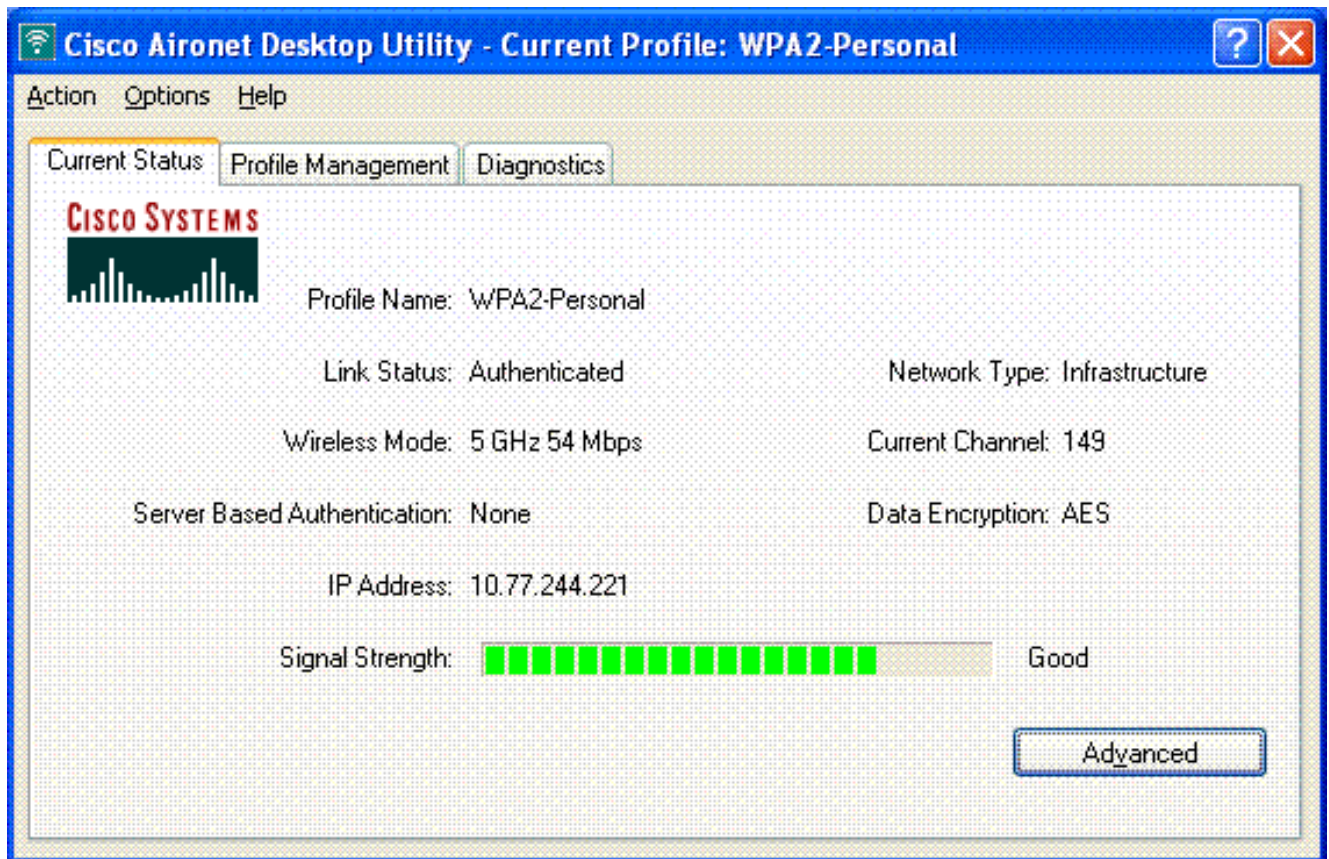 Cisco Aironet Desktop Utility - Current Profile: WPA2-Personal
Action Options Help
Current Status Profile Management Diagnostics
CISCO SYSTEMS
Profile Name: WPA2-Personal
Link Status: Authenticated Network Type: Infrastructure
Wireless Mode: 5 GHz 54 Mbps Current Channel: 149
Server Based Authentication: None Data Encryption: AES
IP Address: 10.77.244.221
Signal Strength: Good
Advanced